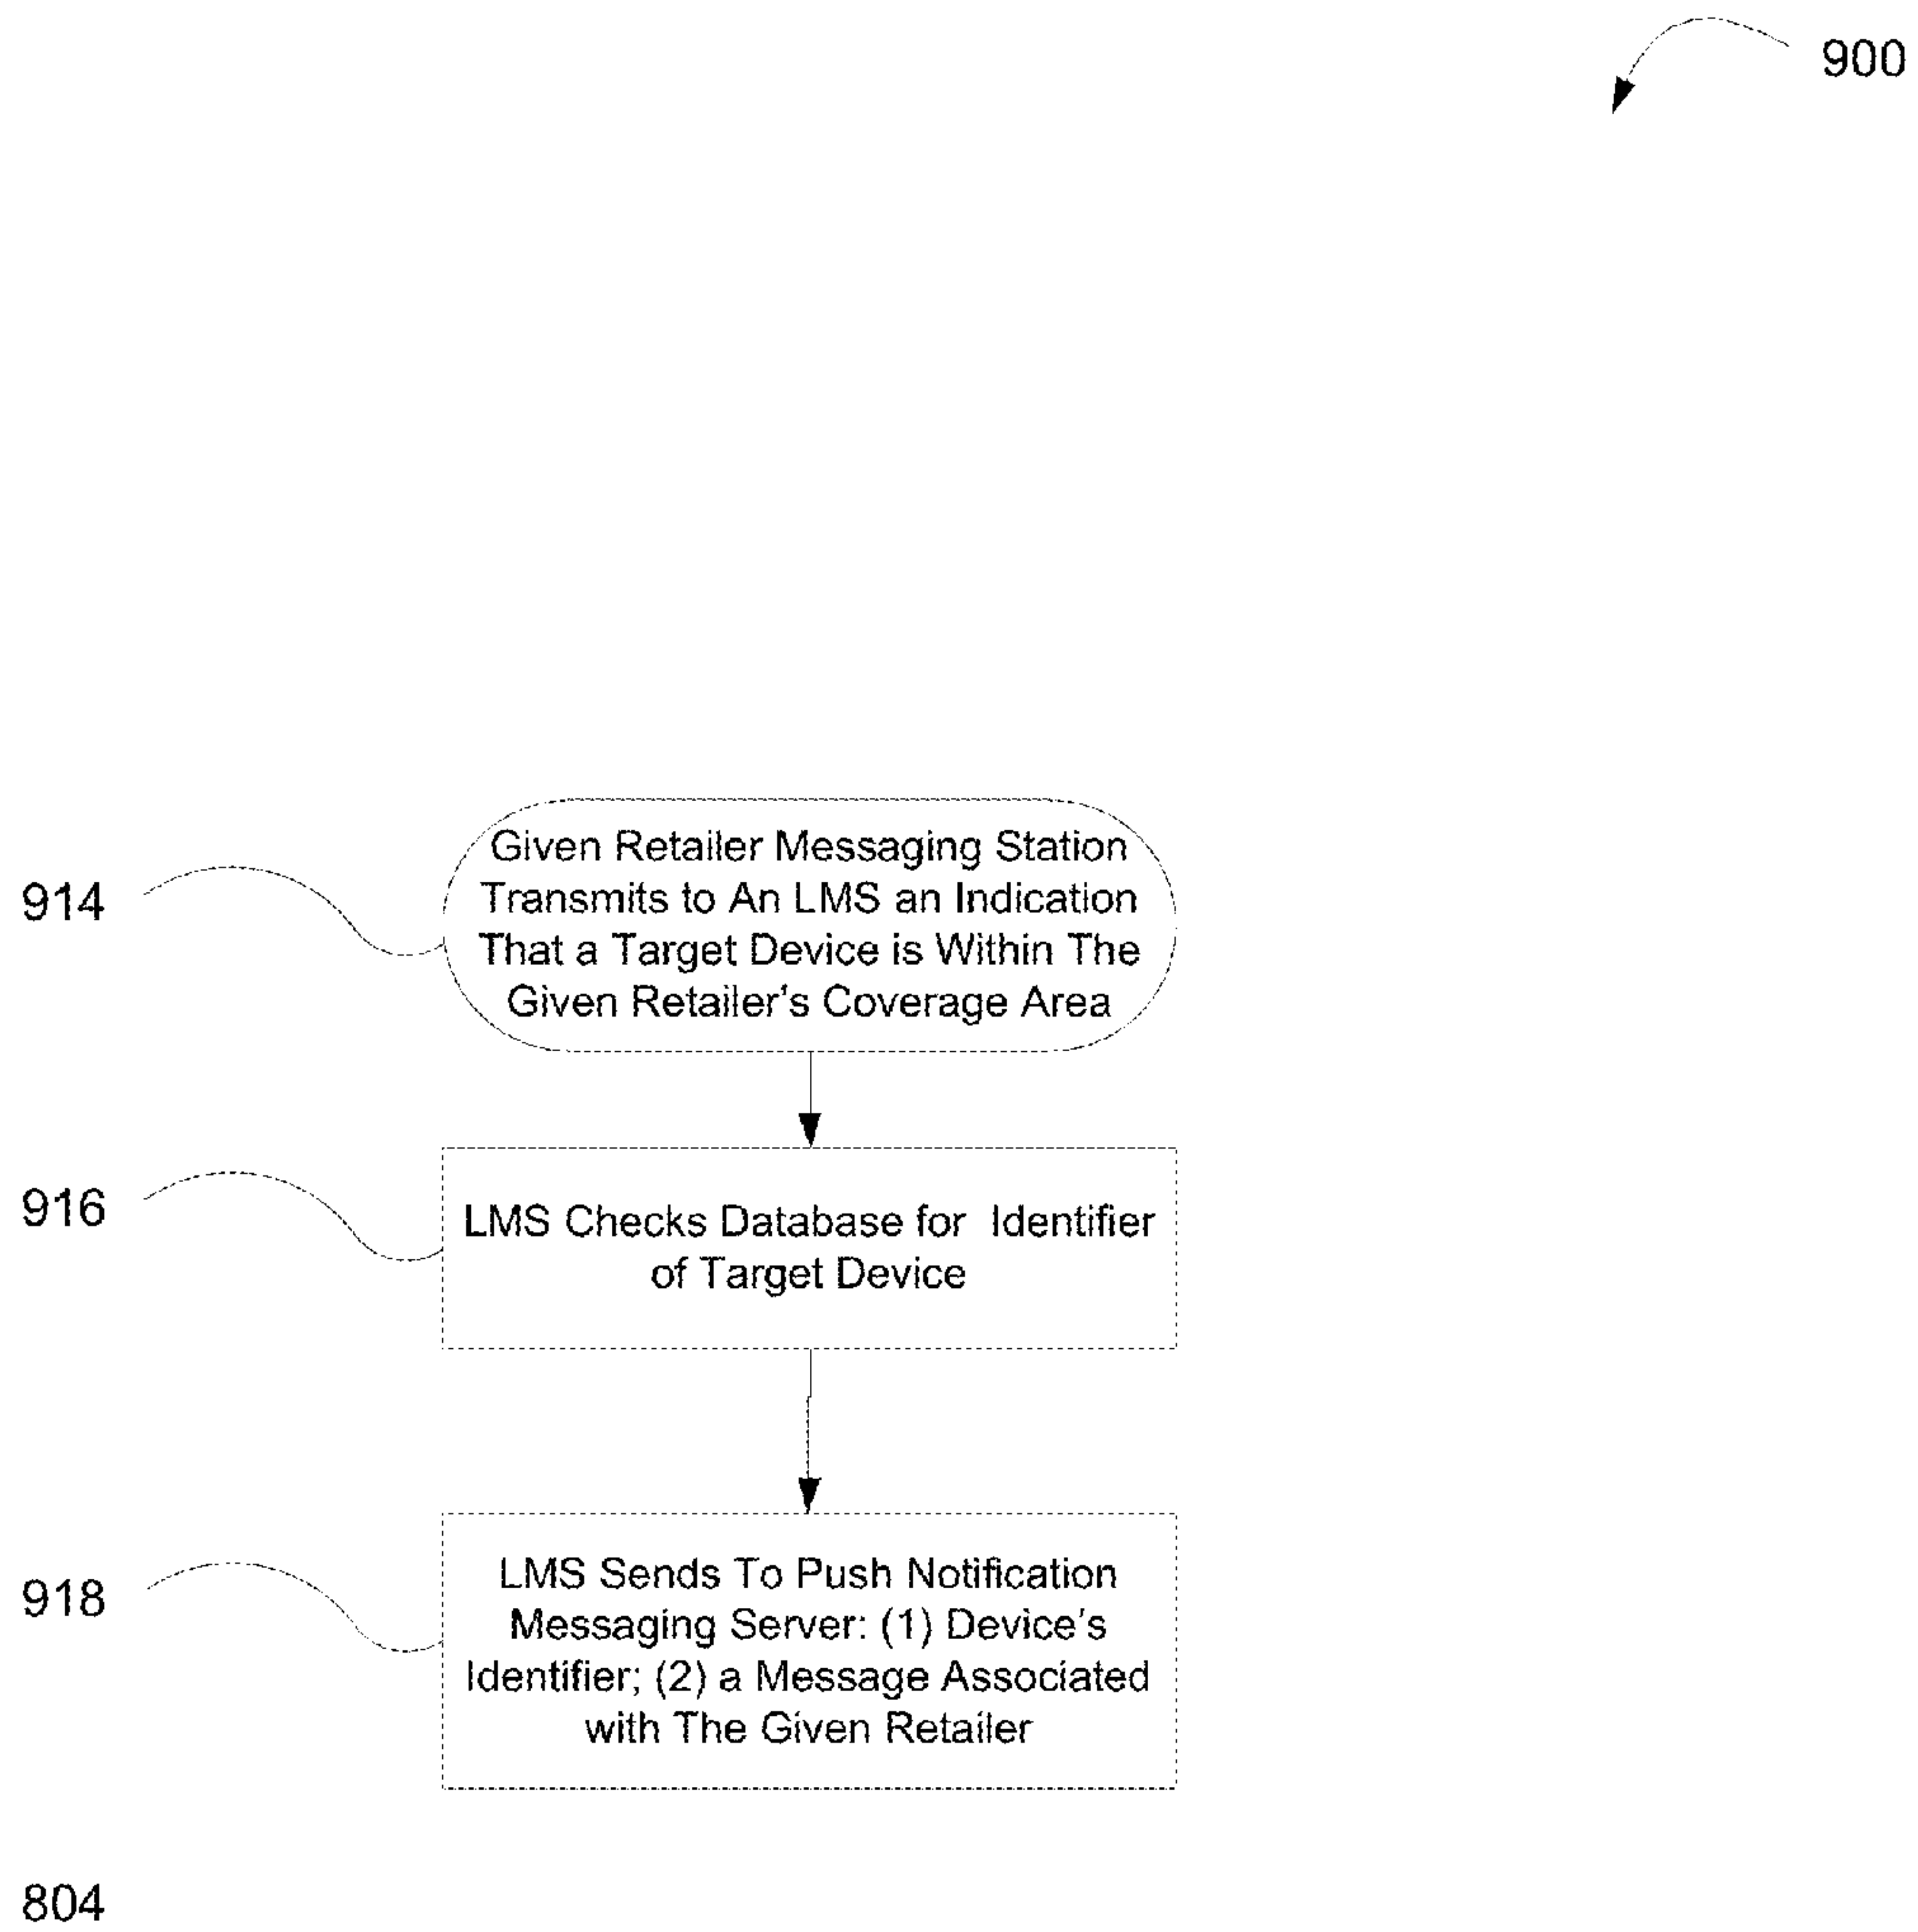 900
914
Given Retailer Messaging Station
Transmits to An LMS an Indication
That a Target Device is Within The
Given Retailer's Coverage Area
916
LMS Checks Database for Identifier
of Target Device
918
LMS Sends To Push Notification
Messaging Server: (1) Device's
Identifier; (2) a Message Associated
with The Given Retailer
804